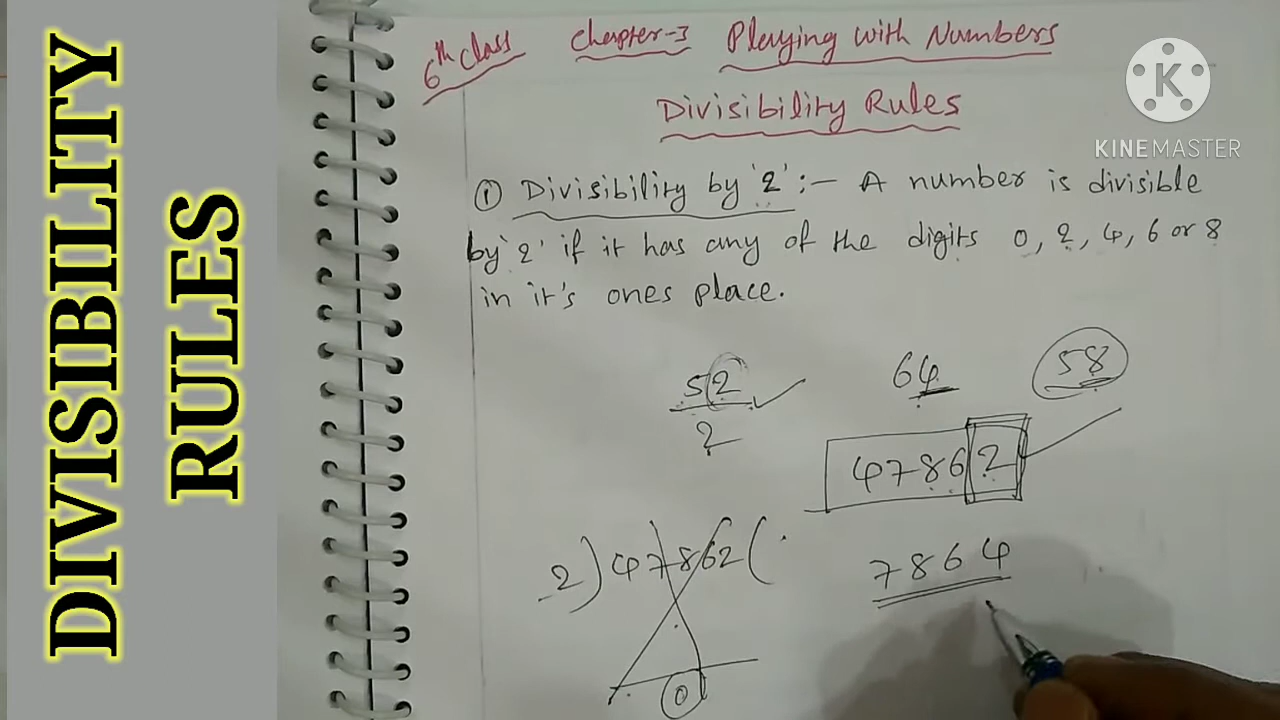 DIVISIBILITY
RULES
6th Class Chapter-3 Playing with Numbers
K
KINEMASTER
Divisibility Rules
① Divisibility by '2' :- A number is divisible
by '2' if it has any of the digits 0, 2, 4, 6 or 8
in it's ones place.
52
2
64
58
47862
2) 47862 (
0
7864